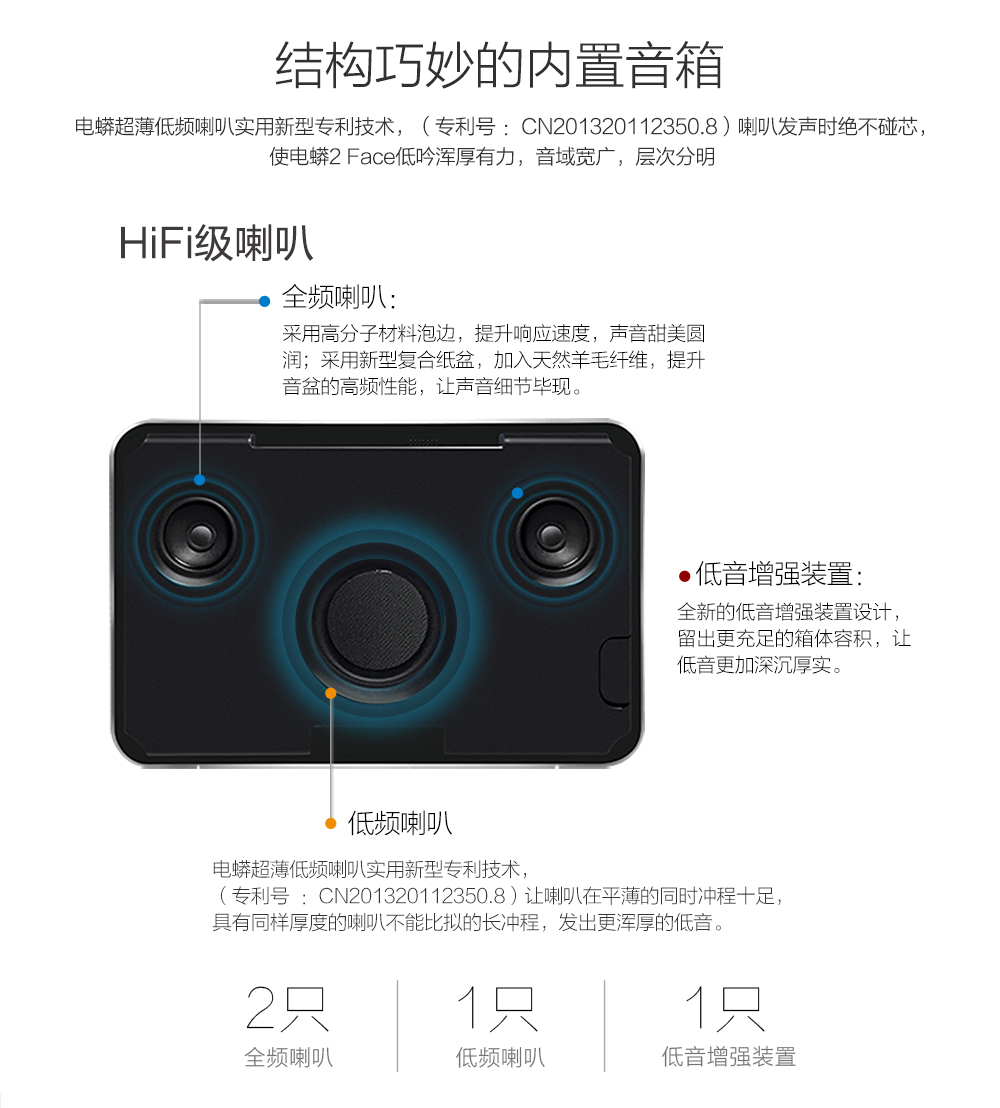 结构巧妙的内置音箱
电蟒超薄低频喇叭实用新型专利技术，（专利号 ：CN201320112350.8）喇叭发声时绝不碰芯，
使电蟒2 Face低吟浑厚有力，音域宽广，层次分明
HiFi级喇叭
全频喇叭：
采用高分子材料泡边，提升响应速度，声音甜美圆
润；采用新型复合纸盆，加入天然羊毛纤维，提升
音盆的高频性能，让声音细节毕现。
低音增强装置：
全新的低音增强装置设计，
留出更充足的箱体容积，让
低音更加深沉厚实。
低频喇叭
电蟒超薄低频喇叭实用新型专利技术，
（专利号 ：CN201320112350.8）让喇叭在平薄的同时冲程十足，
具有同样厚度的喇叭不能比拟的长冲程，发出更浑厚的低音。
2只
全频喇叭
1只
低频喇叭
1只
低音增强装置